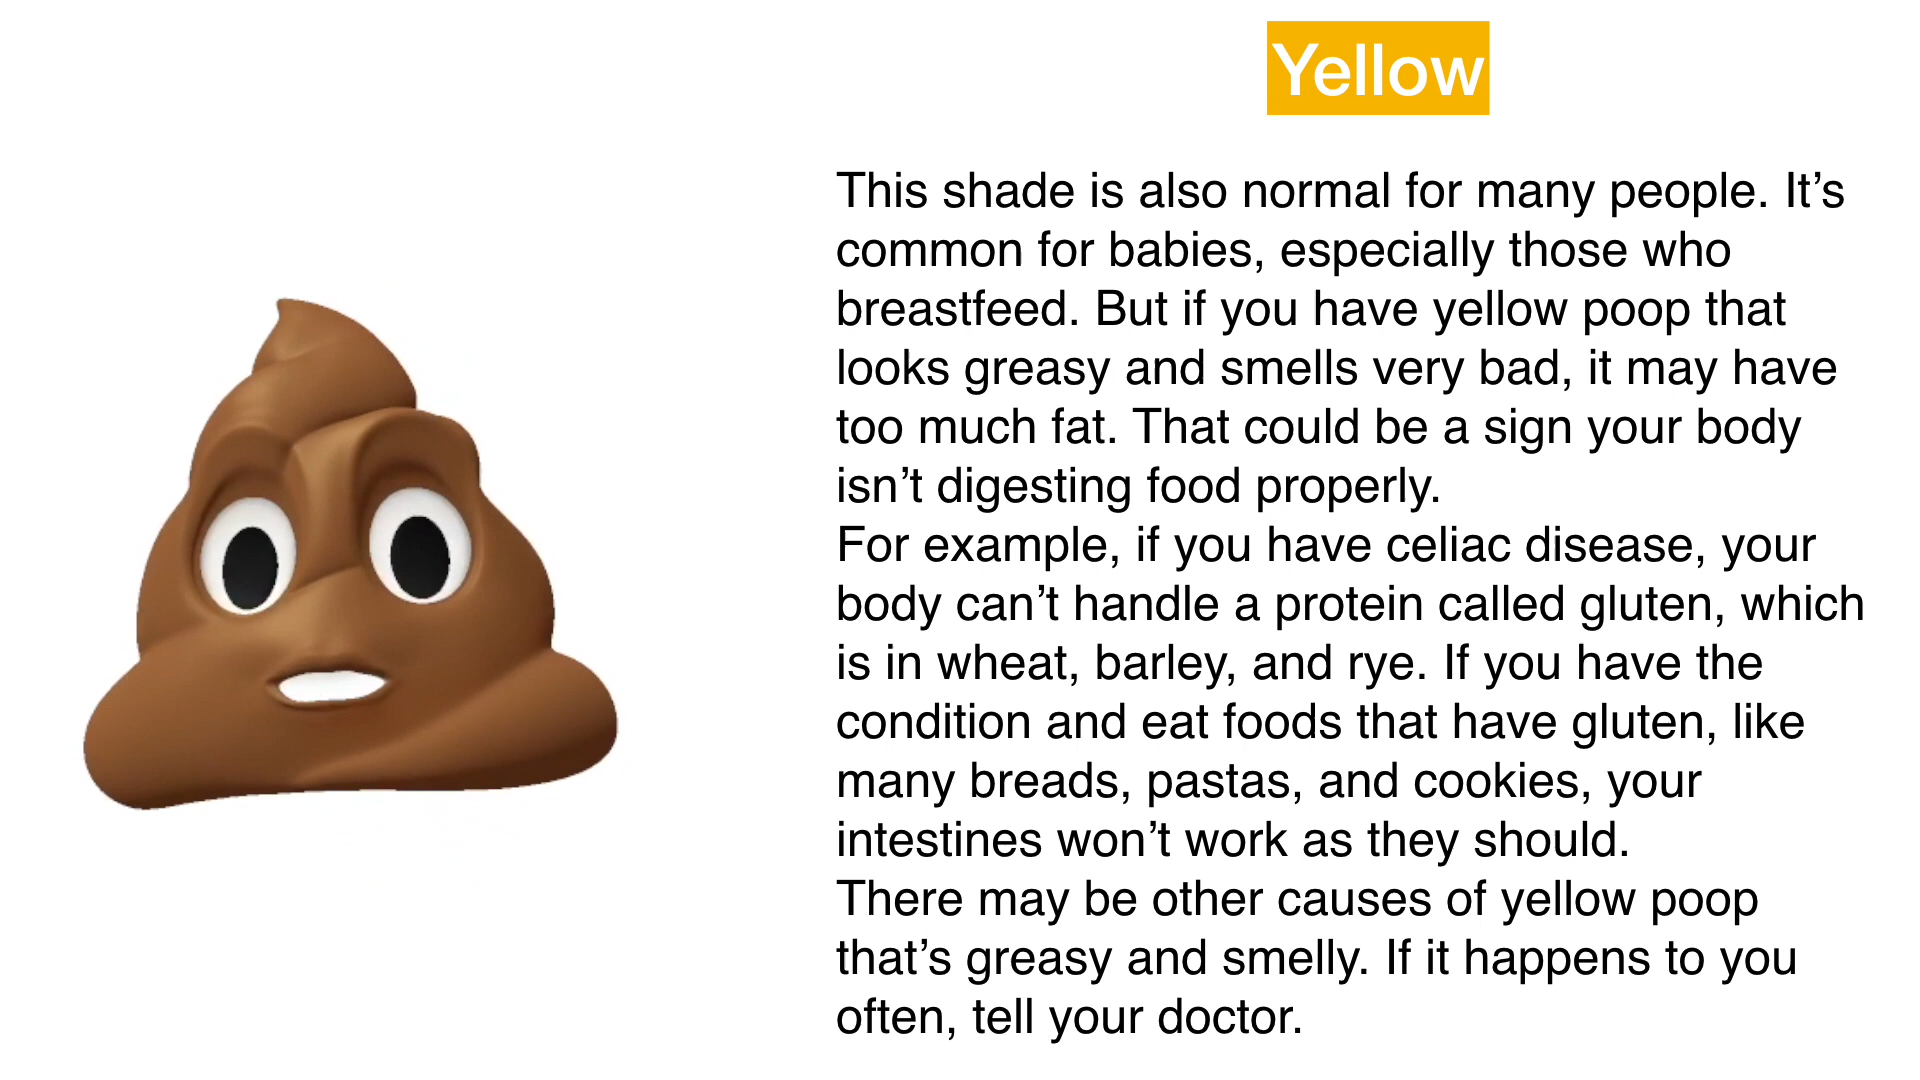 Yellow
This shade is also normal for many people. It’s
common for babies, especially those who
breastfeed. But if you have yellow poop that
looks greasy and smells very bad, it may have
too much fat. That could be a sign your body
isn’t digesting food properly.
For example, if you have celiac disease, your
body can’t handle a protein called gluten, which
is in wheat, barley, and rye. If you have the
condition and eat foods that have gluten, like
many breads, pastas, and cookies, your
intestines won’t work as they should.
There may be other causes of yellow poop
that’s greasy and smelly. If it happens to you
often, tell your doctor.